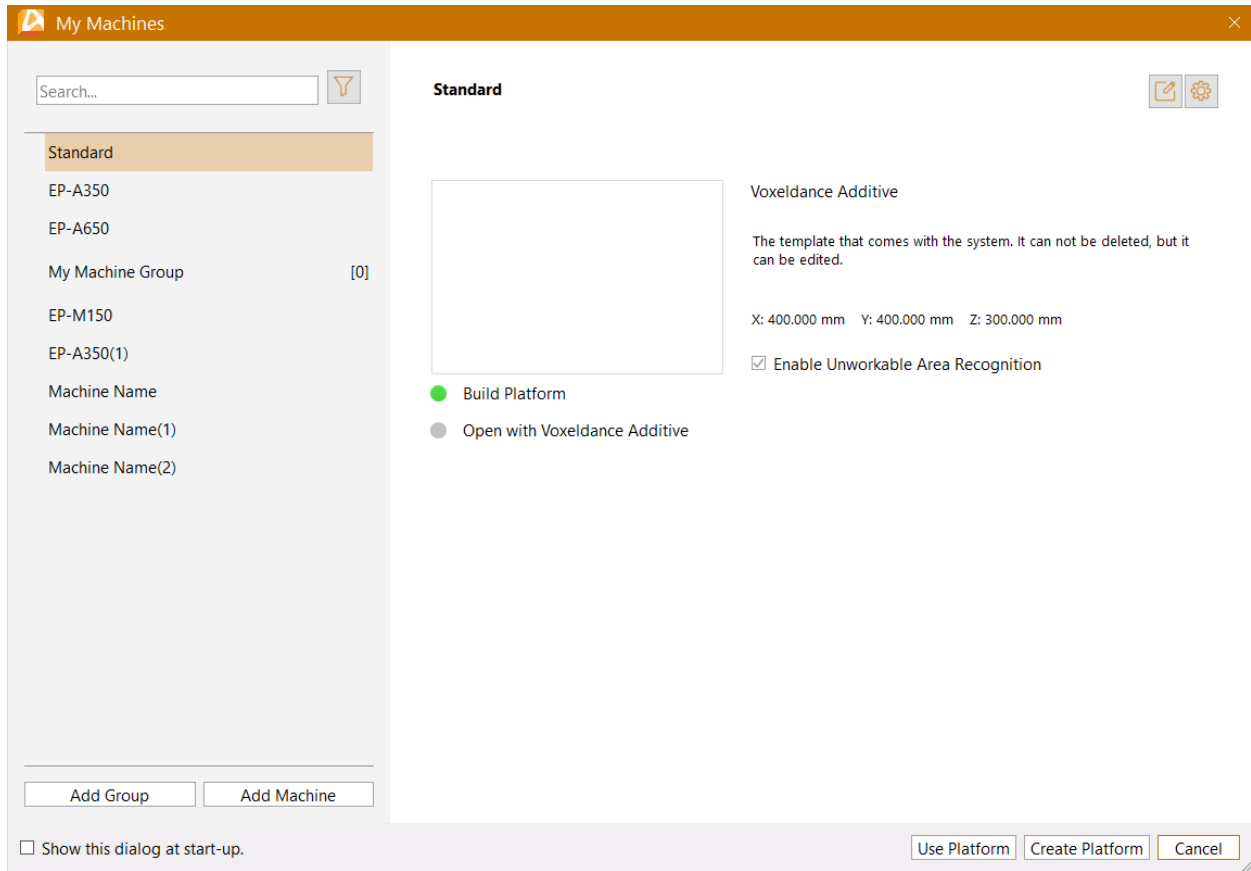 My Machines
Search...
Standard
EP-A350
EP-A650
My Machine Group [0]
EP-M150
EP-A350(1)
Machine Name
Machine Name(1)
Machine Name(2)
Add Group Add Machine
Standard
Voxeldance Additive
The template that comes with the system. It can not be deleted, but it
can be edited.
X: 400.000 mm Y: 400.000 mm Z: 300.000 mm
Enable Unworkable Area Recognition
Build Platform
Open with Voxeldance Additive
Show this dialog at start-up.
Use Platform Create Platform Cancel